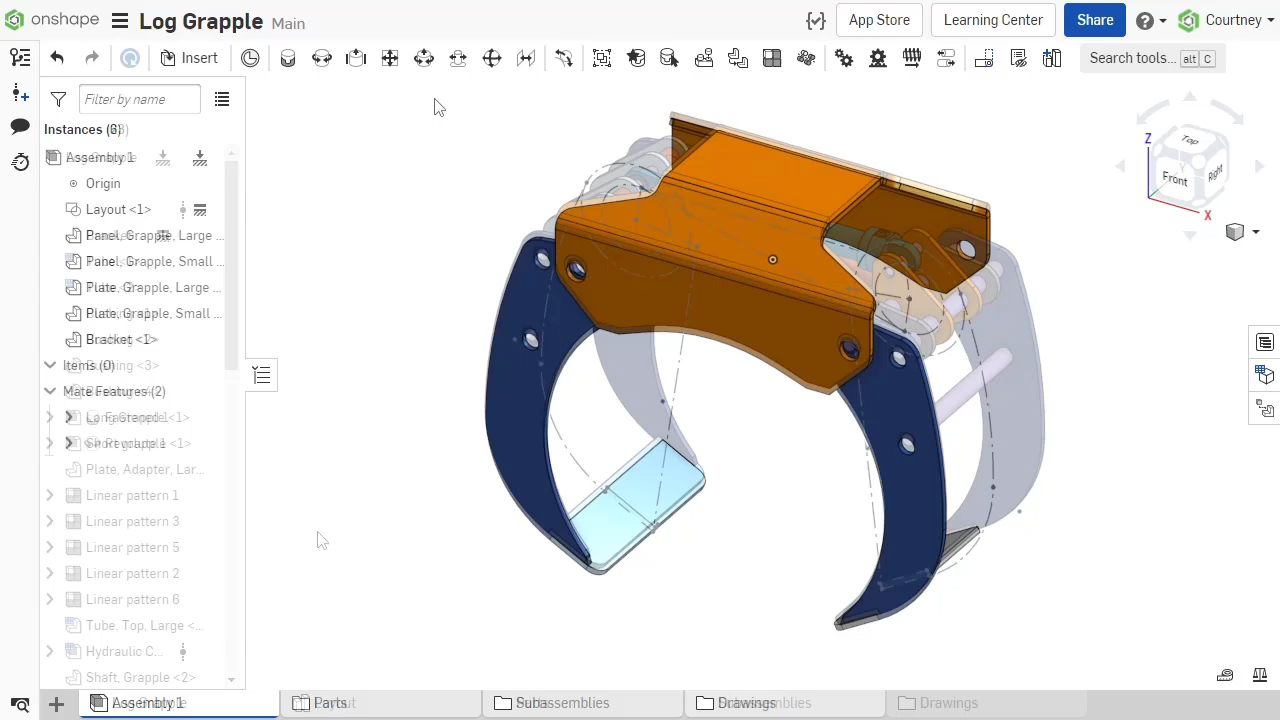 onshape
Log Grapple Main
App Store
Learning Center
Share
Courtney
Insert
Search tools... alt C
Filter by name
Instances
Assembly 1
Origin
Layout <1>
Panel, Grapple, Large ...
Panel, Grapple, Small ...
Plate, Grapple, Large ...
Plate, Grapple, Small ...
Bracket <1>
Items (0)
Mate Features (2)
Plate, Adapter, Lar...
Linear pattern 1
Linear pattern 3
Linear pattern 5
Linear pattern 2
Linear pattern 6
Tube, Top, Large <...
Hydraulic C...
Shaft, Grapple <2>
Z
Top
Front
Right
X
Assembly 1
Parts
Subassemblies
Drawings
Drawings